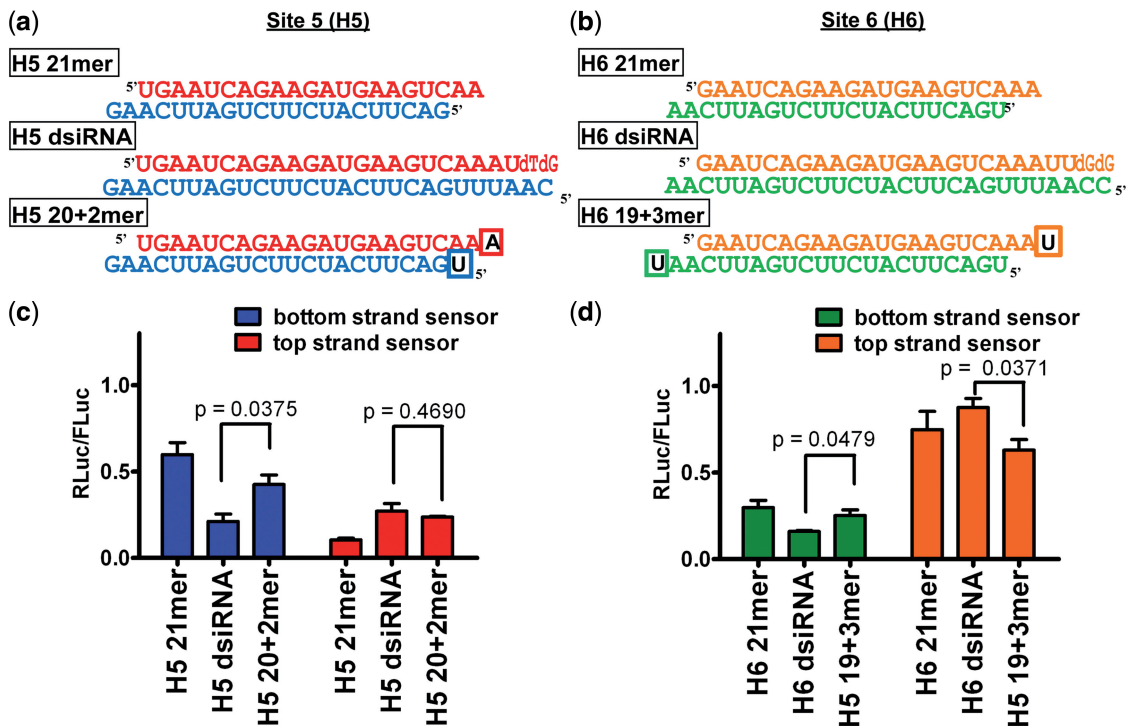 (a) Site 5 (H5)
H5 21mer
5'UGAAUCAGAAGAUGAAGUCAA
GAACUUAGUCUUCUACUUCAG5'
H5 dsiRNA
5'UGAAUCAGAAGAUGAAGUCAAAUdTdG
GAACUUAGUCUUCUACUUCAGUUUAAC 5'
H5 20+2mer
5' UGAAUCAGAAGAUGAAGUCAA A
GAACUUAGUCUUCUACUUCAG U 5'
(b) Site 6 (H6)
H6 21mer
5' GAAUCAGAAGAUGAAGUCAAA
AACUUAGUCUUCUACUUCAGU5'
H6 dsiRNA
5' GAAUCAGAAGAUGAAGUCAAAUUdGdG
AACUUAGUCUUCUACUUCAGUUUAACC 5'
H6 19+3mer
5' GAAUCAGAAGAUGAAGUCAAA U
U AACUUAGUCUUCUACUUCAGU 5'
(c)
bottom strand sensor
top strand sensor
RLuc/FLuc
1.0
0.5
0.0
p = 0.0375
p = 0.4690
H5 21mer
H5 dsiRNA
H5 20+2mer
H5 21mer
H5 dsiRNA
H5 20+2mer
(d)
bottom strand sensor
top strand sensor
RLuc/FLuc
1.0
0.5
0.0
p = 0.0479
p = 0.0371
H6 21mer
H6 dsiRNA
H5 19+3mer
H6 21mer
H6 dsiRNA
H5 19+3mer